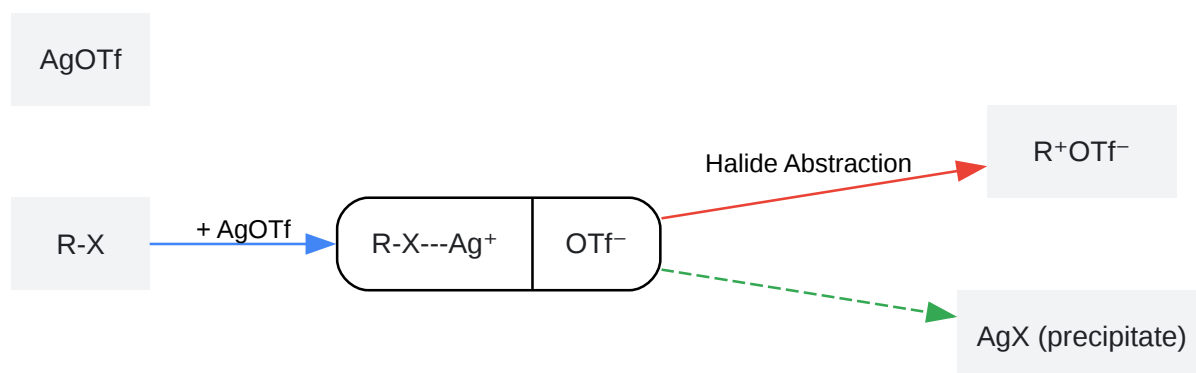 AgOTf
R-X
+ AgOTf
R-X---Ag⁺
OTf⁻
Halide Abstraction
R⁺OTf⁻
AgX (precipitate)